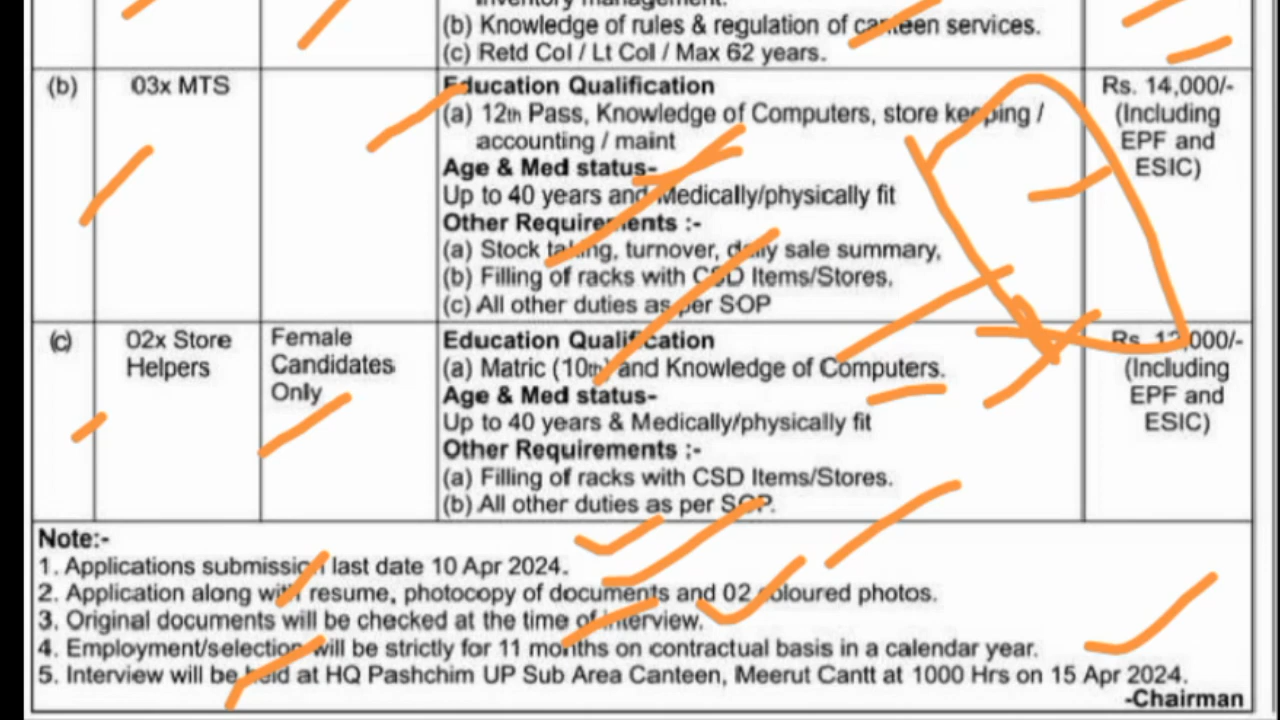 inventory management.
(b) Knowledge of rules & regulation of canteen services.
(c) Retd Col / Lt Col / Max 62 years.
(b) 03x MTS
Education Qualification
(a) 12th Pass, Knowledge of Computers, store keeping /
accounting / maint
Age & Med status-
Up to 40 years and Medically/physically fit
Other Requirements :-
(a) Stock taking, turnover, daily sale summary,
(b) Filling of racks with CSD Items/Stores.
(c) All other duties as per SOP
Rs. 14,000/-
(Including
EPF and
ESIC)
(c) 02x Store
Helpers
Female
Candidates
Only
Education Qualification
(a) Matric (10th) and Knowledge of Computers.
Age & Med status-
Up to 40 years & Medically/physically fit
Other Requirements :-
(a) Filling of racks with CSD Items/Stores.
(b) All other duties as per SOP.
Rs. 12,000/-
(Including
EPF and
ESIC)
Note:-
1. Applications submission last date 10 Apr 2024.
2. Application along with resume, photocopy of documents and 02 coloured photos.
3. Original documents will be checked at the time of interview.
4. Employment/selection will be strictly for 11 months on contractual basis in a calendar year.
5. Interview will be held at HQ Pashchim UP Sub Area Canteen, Meerut Cantt at 1000 Hrs on 15 Apr 2024.
-Chairman